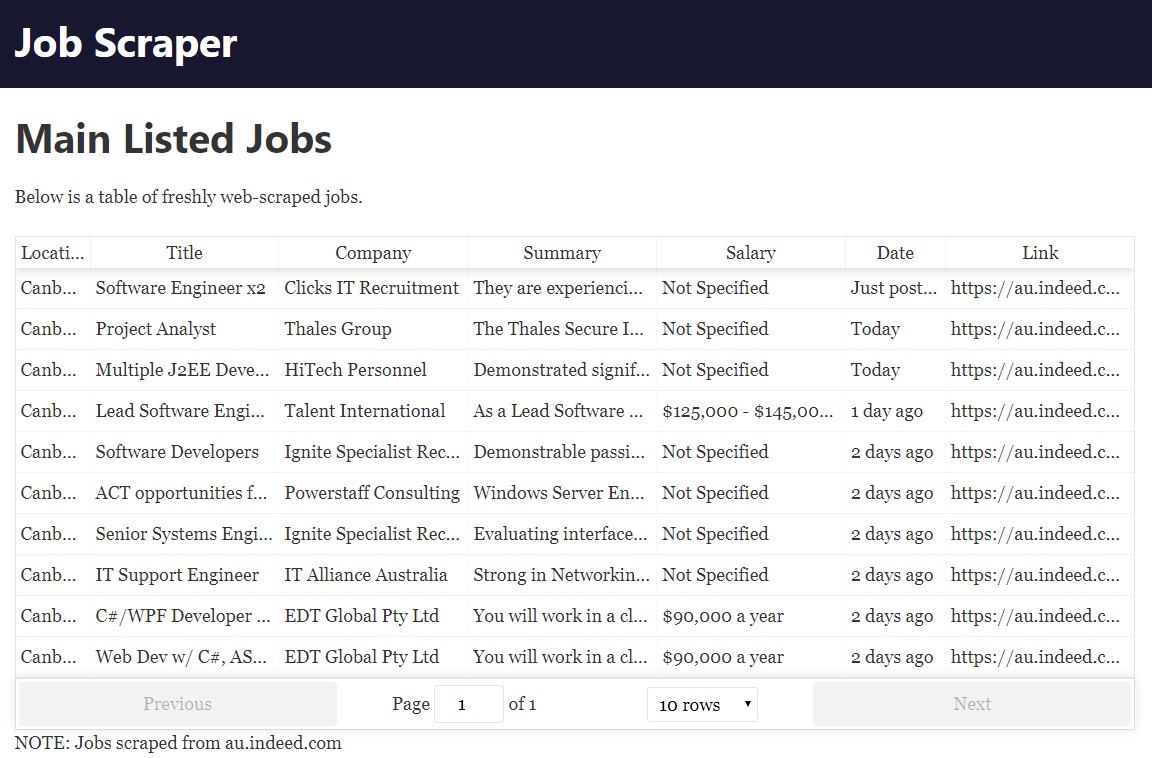 Job Scraper
Main Listed Jobs
Below is a table of freshly web-scraped jobs.
Locati... Title Company Summary Salary Date Link
Canb... Software Engineer x2 Clicks IT Recruitment They are experienci... Not Specified Just post... https://au.indeed.c...
Canb... Project Analyst Thales Group The Thales Secure I... Not Specified Today https://au.indeed.c...
Canb... Multiple J2EE Deve... HiTech Personnel Demonstrated signif... Not Specified Today https://au.indeed.c...
Canb... Lead Software Engi... Talent International As a Lead Software ... $125,000 - $145,00... 1 day ago https://au.indeed.c...
Canb... Software Developers Ignite Specialist Rec... Demonstrable passi... Not Specified 2 days ago https://au.indeed.c...
Canb... ACT opportunities f... Powerstaff Consulting Windows Server En... Not Specified 2 days ago https://au.indeed.c...
Canb... Senior Systems Engi... Ignite Specialist Rec... Evaluating interface... Not Specified 2 days ago https://au.indeed.c...
Canb... IT Support Engineer IT Alliance Australia Strong in Networkin... Not Specified 2 days ago https://au.indeed.c...
Canb... C#/WPF Developer ... EDT Global Pty Ltd You will work in a cl... $90,000 a year 2 days ago https://au.indeed.c...
Canb... Web Dev w/ C#, AS... EDT Global Pty Ltd You will work in a cl... $90,000 a year 2 days ago https://au.indeed.c...
Previous Page 1 of 1 10 rows Next
NOTE: Jobs scraped from au.indeed.com